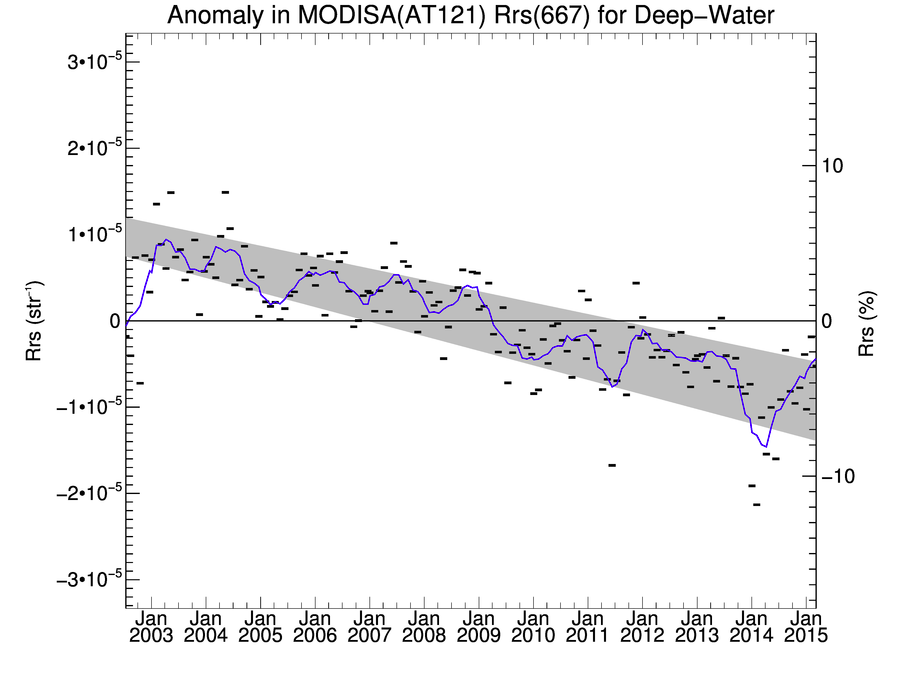 Anomaly in MODISA(AT121) Rrs(667) for Deep−Water
3•10⁻⁵
2•10⁻⁵
1•10⁻⁵
0
−1•10⁻⁵
−2•10⁻⁵
−3•10⁻⁵
Rrs (str⁻¹)
10
0
−10
Rrs (%)
Jan Jan Jan Jan Jan Jan Jan Jan Jan Jan Jan Jan Jan
2003 2004 2005 2006 2007 2008 2009 2010 2011 2012 2013 2014 2015